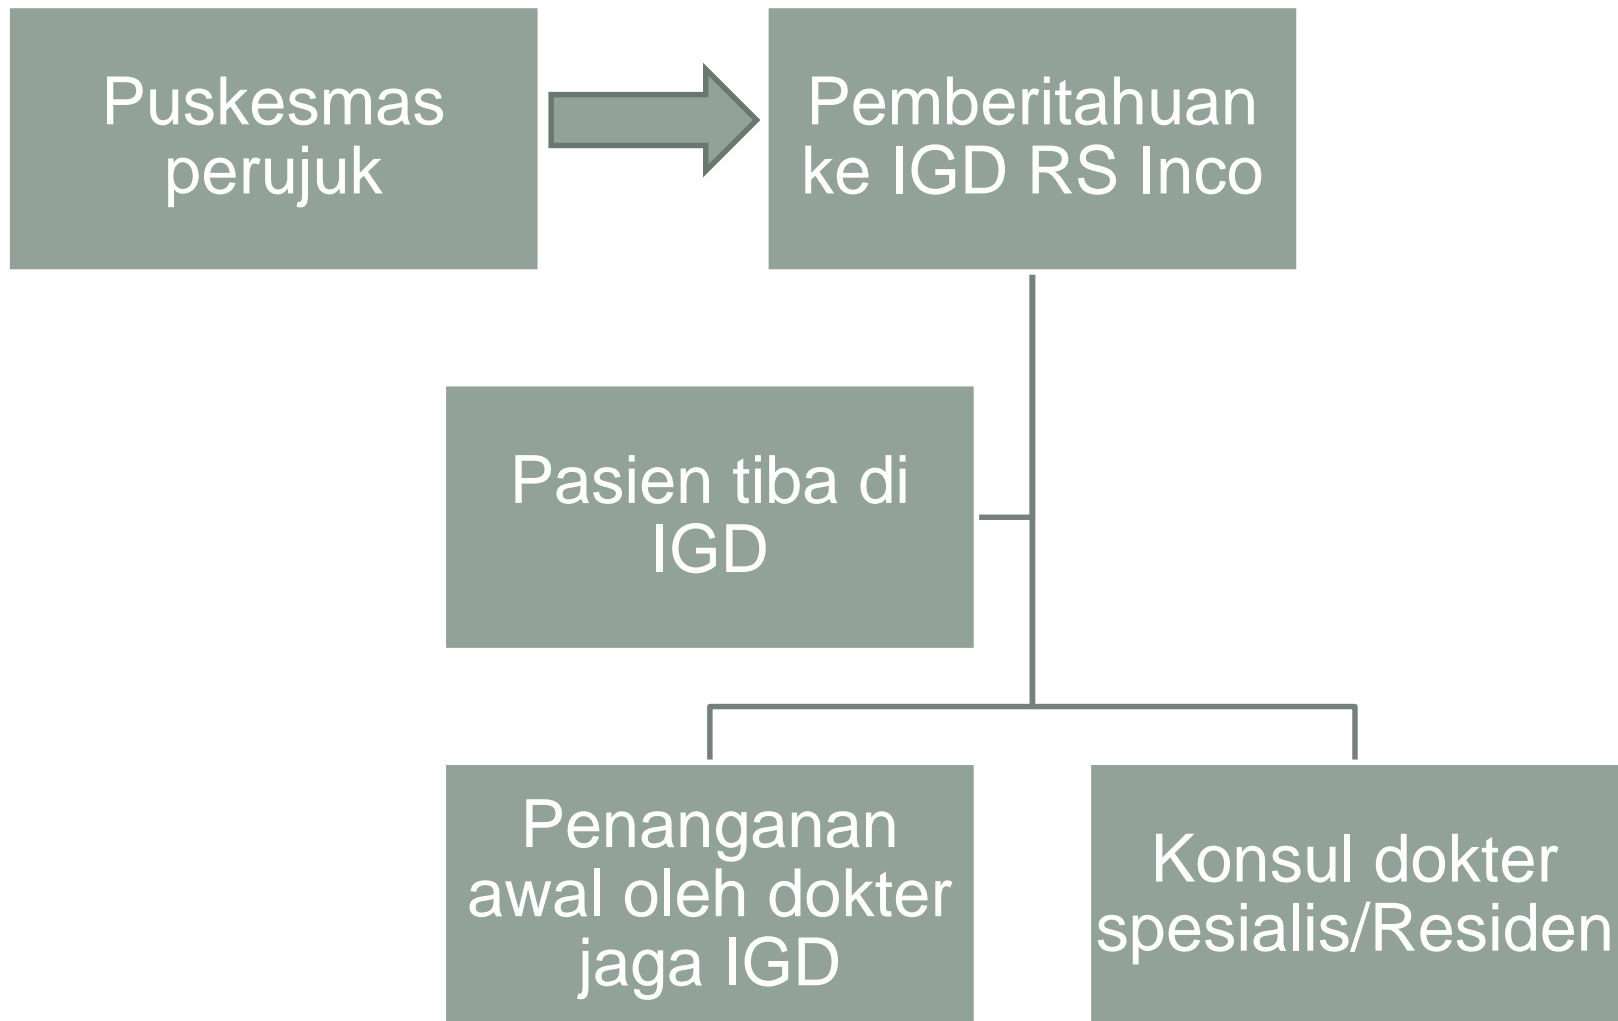 Puskesmas
perujuk
Pemberitahuan
ke IGD RS Inco
Pasien tiba di
IGD
Penanganan
awal oleh dokter
jaga IGD
Konsul dokter
spesialis/Residen